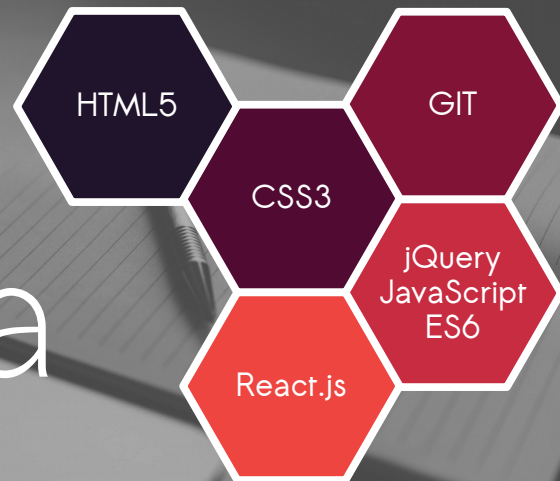 HTML5
GIT
CSS3
jQuery
JavaScript
ES6
a
React.js